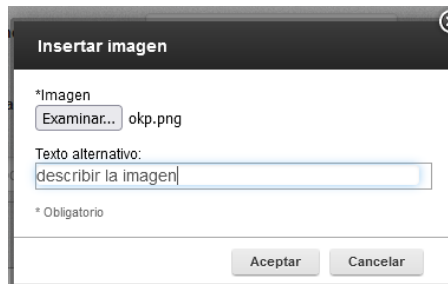 Insertar imagen
*Imagen
Examinar... okp.png
Texto alternativo:
describir la imagen
* Obligatorio
Aceptar Cancelar